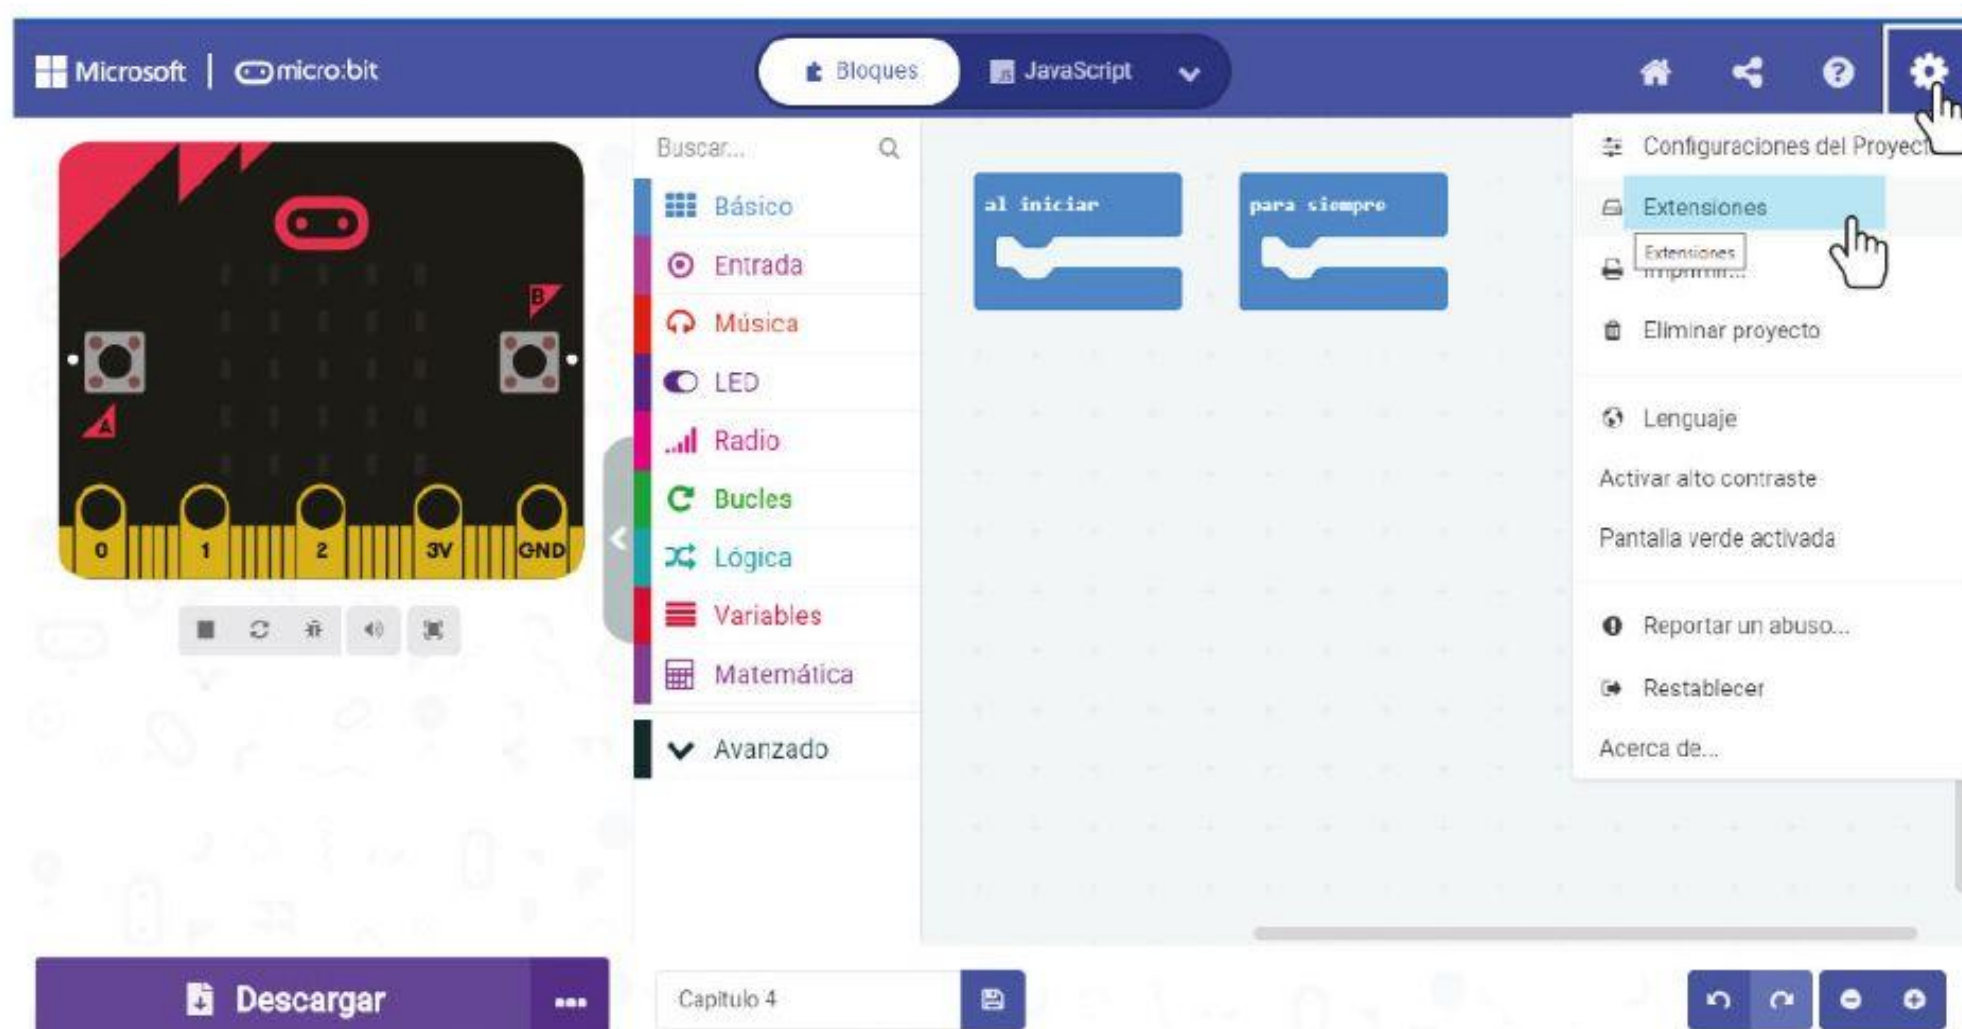 Microsoft | micro:bit
Bloques
JavaScript
Buscar...
Básico
Entrada
Música
LED
Radio
Bucles
Lógica
Variables
Matemática
Avanzado
al iniciar
para siempre
Configuraciones del Proyect
Extensiones
Extensiones
Imprimir...
Eliminar proyecto
Lenguaje
Activar alto contraste
Pantalla verde activada
Reportar un abuso...
Restablecer
Acerca de...
B
A
0 1 2 3V GND
Descargar
Capitulo 4